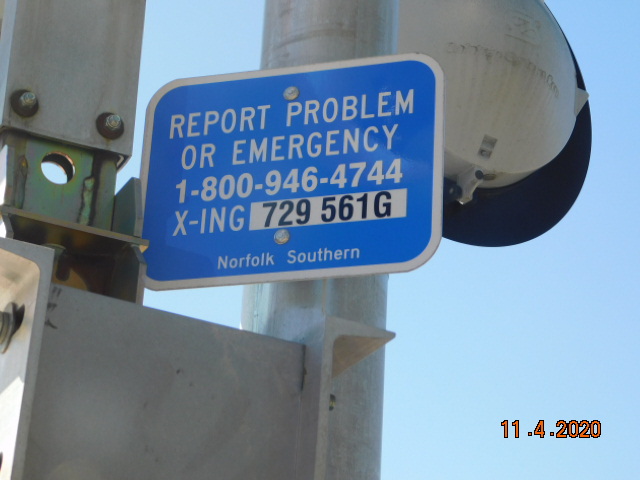 REPORT PROBLEM
OR EMERGENCY
1-800-946-4744
X-ING 729 561G
Norfolk Southern
11.4.2020